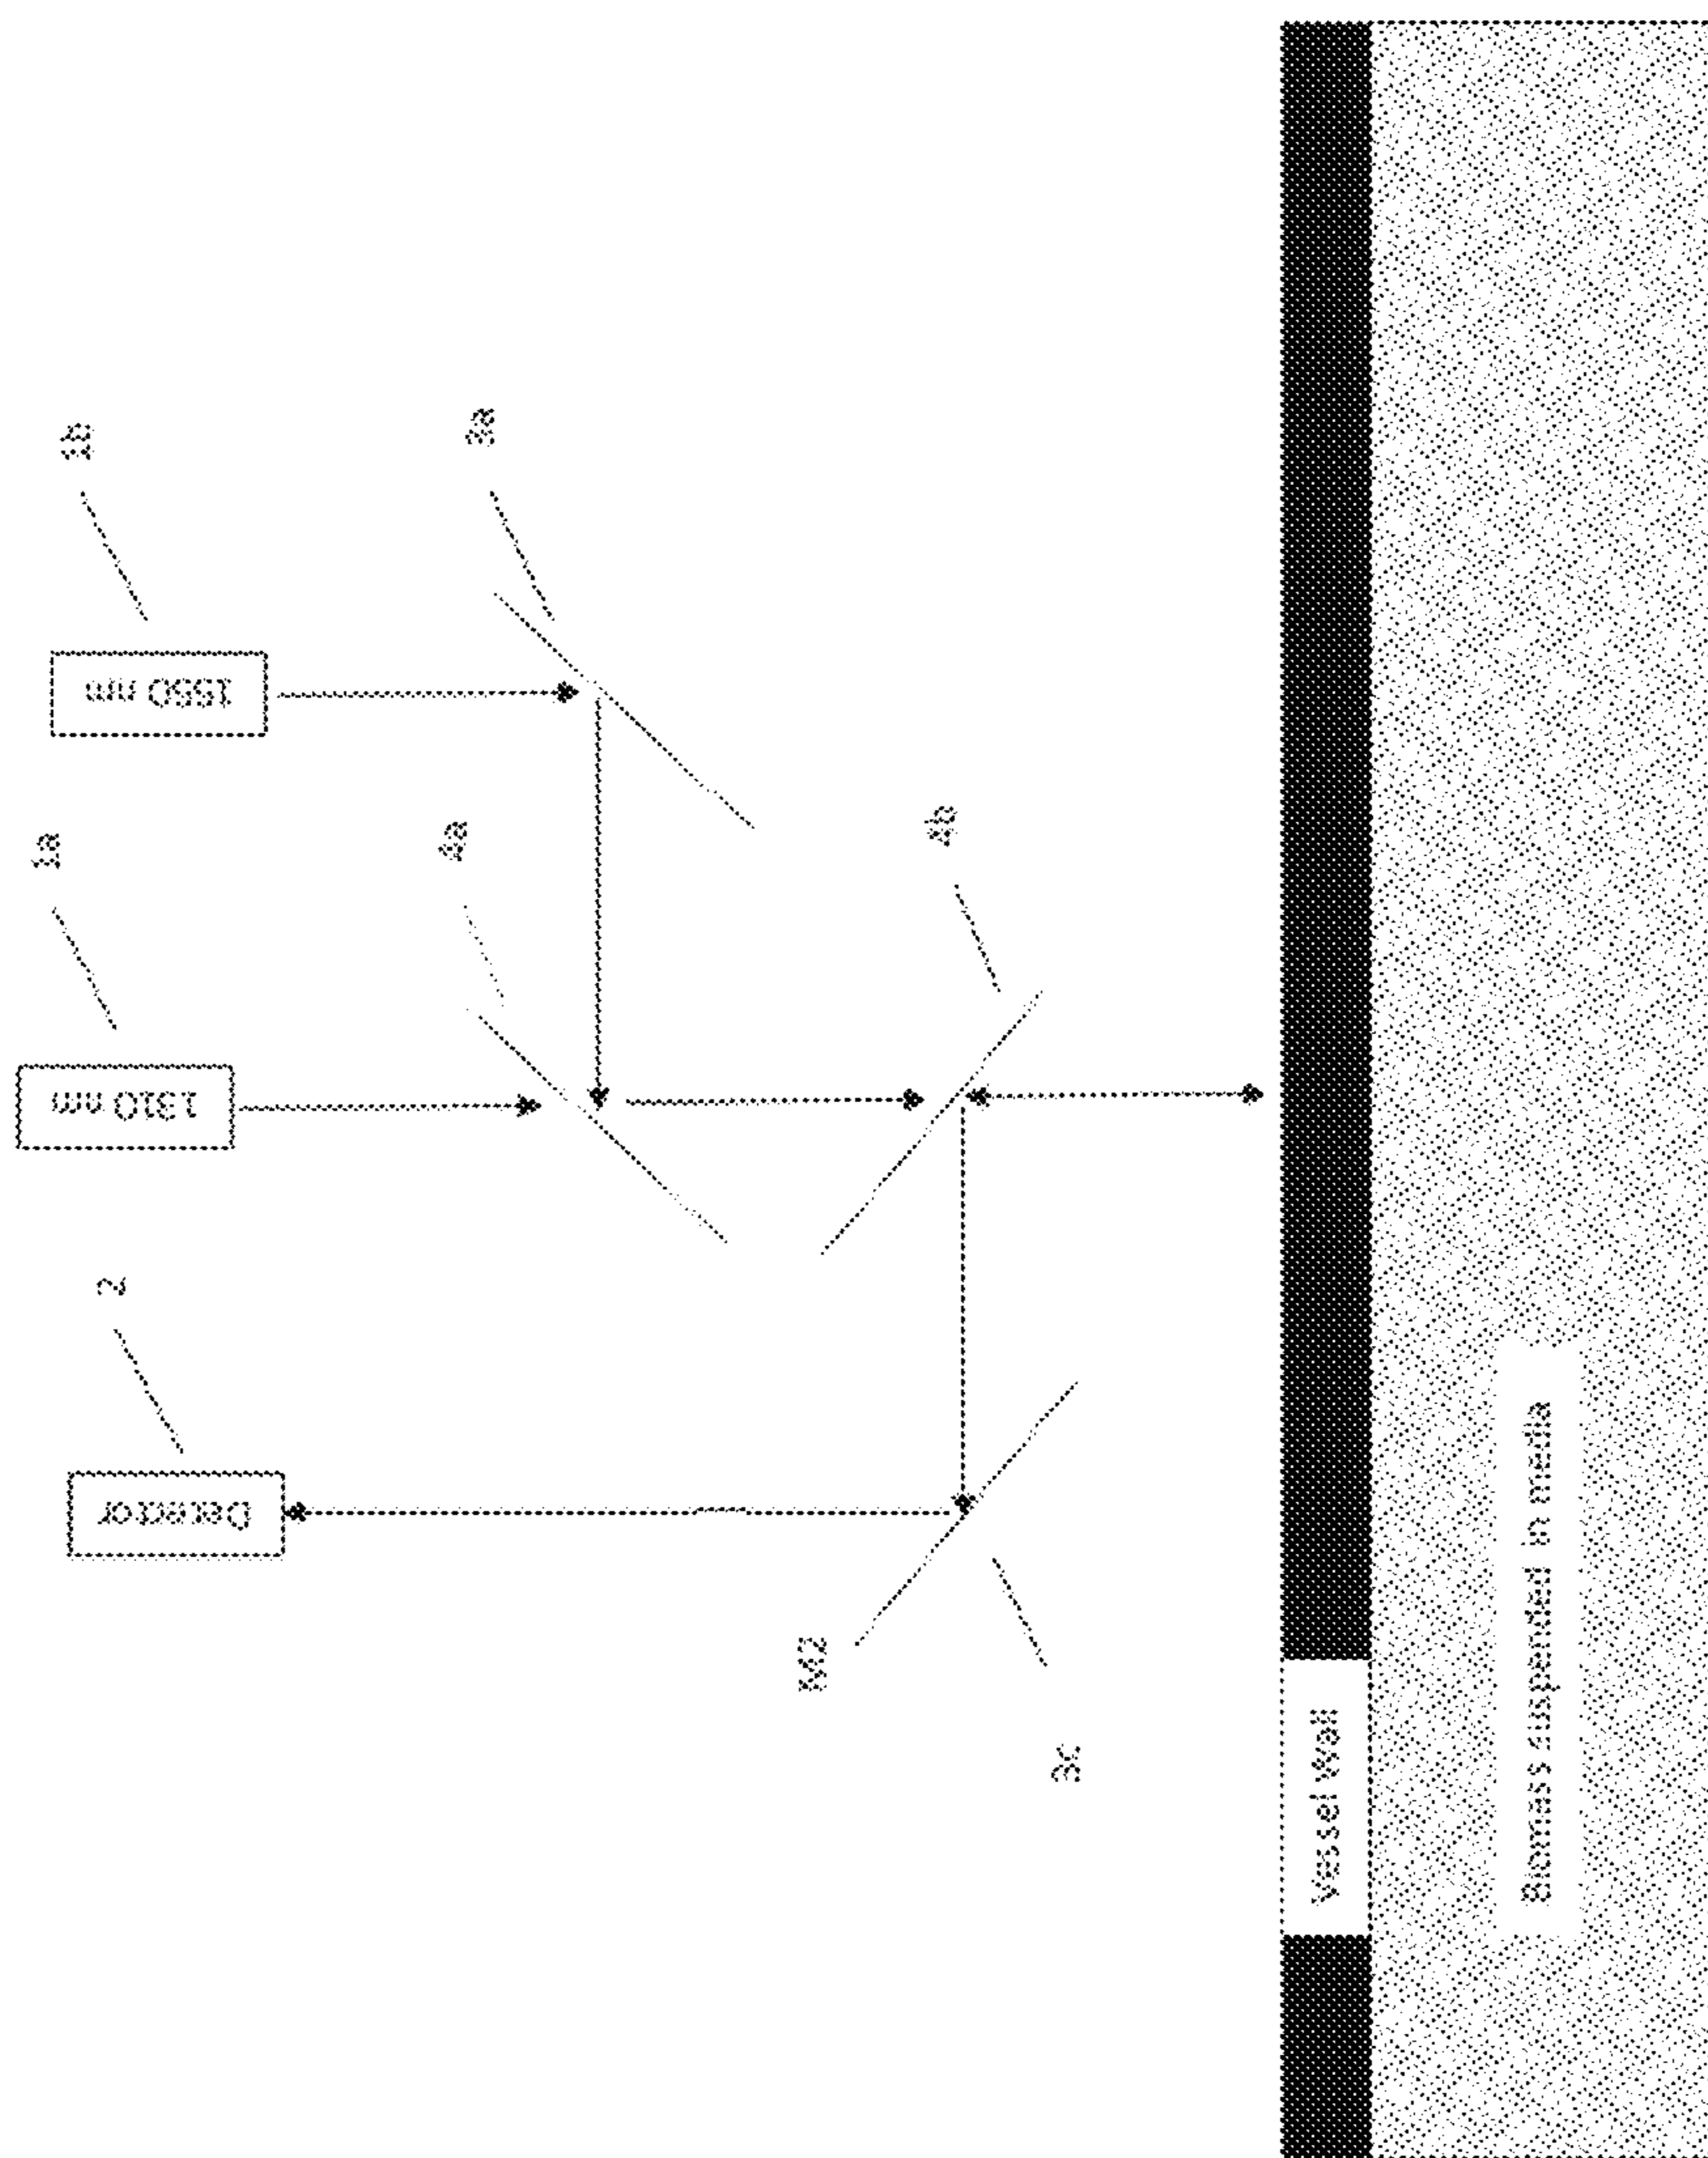 2
1a
1b
Detector
1310 nm
1550 nm
4a
3a
M2
4b
3c
Vessel Wall
Biomass suspended in media